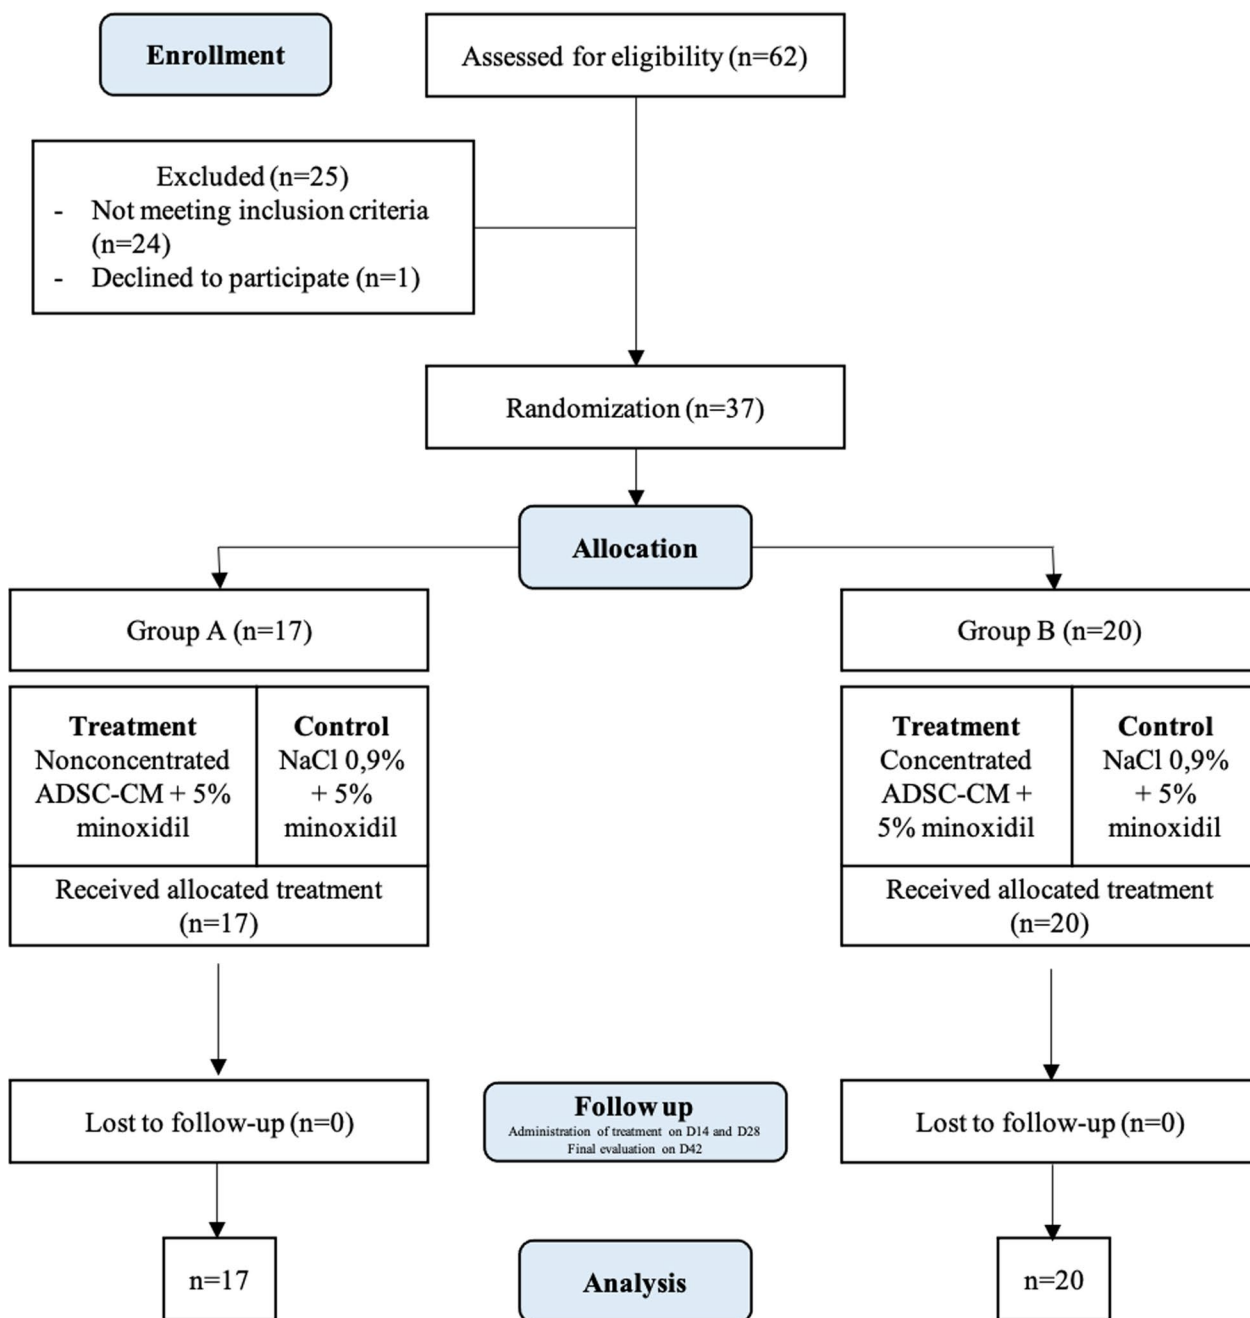 Enrollment
Assessed for eligibility (n=62)
Excluded (n=25)
- Not meeting inclusion criteria
(n=24)
- Declined to participate (n=1)
Randomization (n=37)
Allocation
Group A (n=17)
Treatment
Nonconcentrated
ADSC-CM + 5%
minoxidil
Control
NaCl 0,9%
+ 5%
minoxidil
Received allocated treatment
(n=17)
Group B (n=20)
Treatment
Concentrated
ADSC-CM +
5% minoxidil
Control
NaCl 0,9%
+ 5%
minoxidil
Received allocated treatment
(n=20)
Lost to follow-up (n=0)
Follow up
Administration of treatment on D14 and D28
Final evaluation on D42
Lost to follow-up (n=0)
n=17
Analysis
n=20